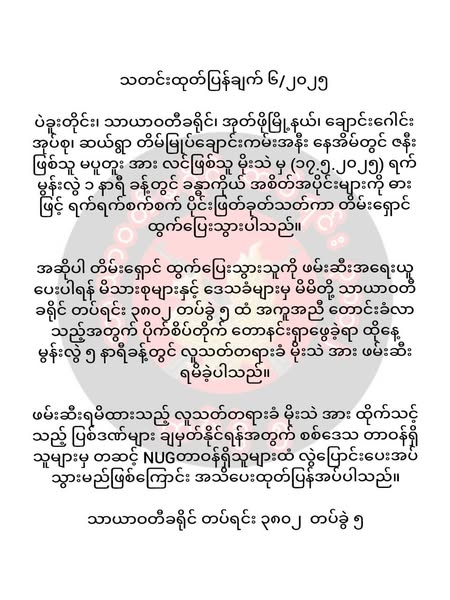 သတင်းထုတ်ပြန်ချက် ၆/၂၀၂၅
ပဲခူးတိုင်း၊ သာယာဝတီခရိုင်၊ အုတ်ဖိုမြို့နယ်၊ ချောင်းဂေါင်း
အုပ်စု၊ ဆယ်ရွာ တိမ်မြုပ်ချောင်းကမ်းအနီး နေအိမ်တွင် ဇနီး
ဖြစ်သူ မပူတူး အား လင်ဖြစ်သူ မိုးသဲ မှ (၁၇.၅.၂၀၂၅) ရက်
မွန်းလွဲ ၁ နာရီ ခန့်တွင် ခန္ဓာကိုယ် အစိတ်အပိုင်းများကို ဓား
ဖြင့် ရက်ရက်စက်စက် ပိုင်းဖြတ်ခုတ်သတ်ကာ တိမ်းရှောင်
ထွက်ပြေးသွားပါသည်။
အဆိုပါ တိမ်းရှောင် ထွက်ပြေးသွားသူကို ဖမ်းဆီးအရေးယူ
ပေးပါရန် မိသားစုများနှင့် ဒေသခံများမှ မိမိတို့ သာယာဝတီ
ခရိုင် တပ်ရင်း ၃၈၀၂ တပ်ခွဲ ၅ ထံ အကူအညီ တောင်းခံလာ
သည့်အတွက် ပိုက်စိပ်တိုက် တောနင်းရှာဖွေခဲ့ရာ ထိုနေ့
မွန်းလွဲ ၅ နာရီခန့်တွင် လူသတ်တရားခံ မိုးသဲ အား ဖမ်းဆီး
ရမိခဲ့ပါသည်။
ဖမ်းဆီးရမိထားသည့် လူသတ်တရားခံ မိုးသဲ အား ထိုက်သင့်
သည့် ပြစ်ဒဏ်များ ချမှတ်နိုင်ရန်အတွက် စစ်ဒေသ တာဝန်ရှိ
သူများမှ တဆင့် NUGတာဝန်ရှိသူများထံ လွှဲပြောင်းပေးအပ်
သွားမည်ဖြစ်ကြောင်း အသိပေးထုတ်ပြန်အပ်ပါသည်။
သာယာဝတီခရိုင် တပ်ရင်း ၃၈၀၂ တပ်ခွဲ ၅